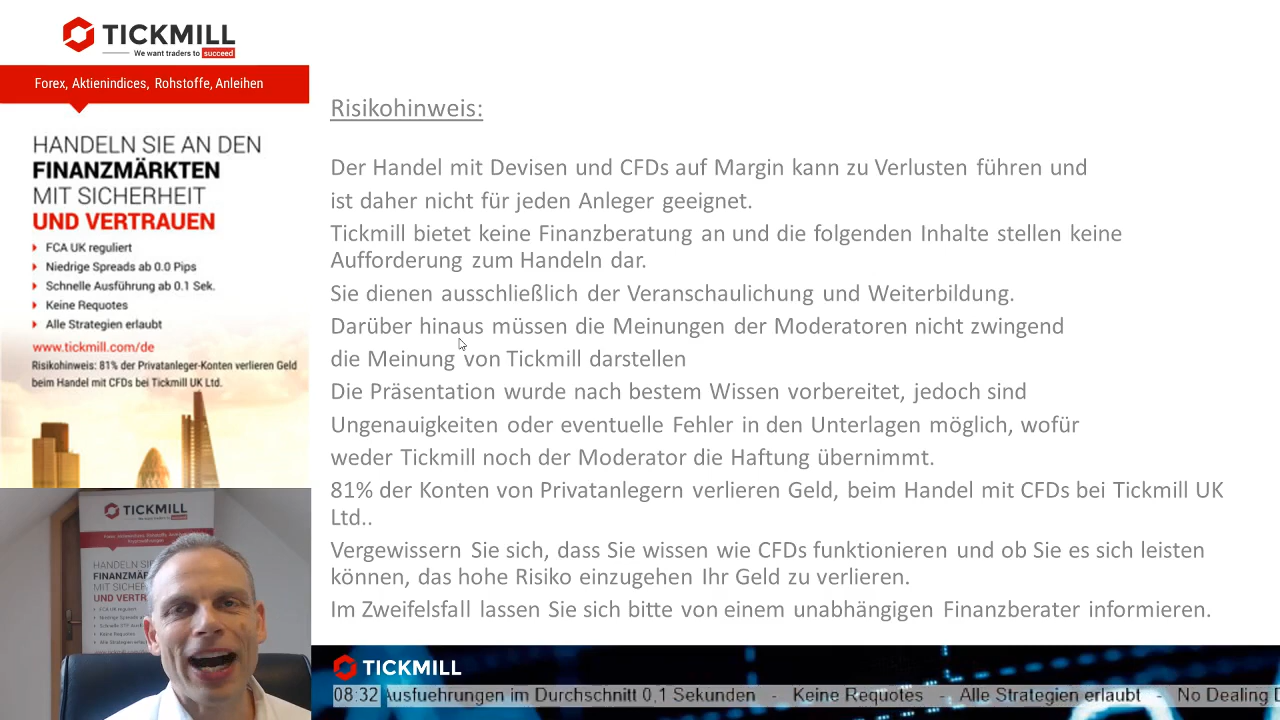 TICKMILL
We want traders to succeed
Forex, Aktienindices, Rohstoffe, Anleihen
HANDELN SIE AN DEN
FINANZMÄRKTEN
MIT SICHERHEIT
UND VERTRAUEN
FCA UK reguliert
Niedrige Spreads ab 0.0 Pips
Schnelle Ausführung ab 0.1 Sek.
Keine Requotes
Alle Strategien erlaubt
www.tickmill.com/de
Risikohinweis: 81% der Privatanleger-Konten verlieren Geld
beim Handel mit CFDs bei Tickmill UK Ltd.
Risikohinweis:
Der Handel mit Devisen und CFDs auf Margin kann zu Verlusten führen und
ist daher nicht für jeden Anleger geeignet.
Tickmill bietet keine Finanzberatung an und die folgenden Inhalte stellen keine
Aufforderung zum Handeln dar.
Sie dienen ausschließlich der Veranschaulichung und Weiterbildung.
Darüber hinaus müssen die Meinungen der Moderatoren nicht zwingend
die Meinung von Tickmill darstellen
Die Präsentation wurde nach bestem Wissen vorbereitet, jedoch sind
Ungenauigkeiten oder eventuelle Fehler in den Unterlagen möglich, wofür
weder Tickmill noch der Moderator die Haftung übernimmt.
81% der Konten von Privatanlegern verlieren Geld, beim Handel mit CFDs bei Tickmill UK
Ltd..
Vergewissern Sie sich, dass Sie wissen wie CFDs funktionieren und ob Sie es sich leisten
können, das hohe Risiko einzugehen Ihr Geld zu verlieren.
Im Zweifelsfall lassen Sie sich bitte von einem unabhängigen Finanzberater informieren.
TICKMILL
HANDELN
FINANZMÄR
MIT SICHER
UND VERTR
FCA UK reguliert
TICKMILL
08:32 Ausfuehrungen im Durchschnitt 0,1 Sekunden - Keine Requotes - Alle Strategien erlaubt - No Dealing D